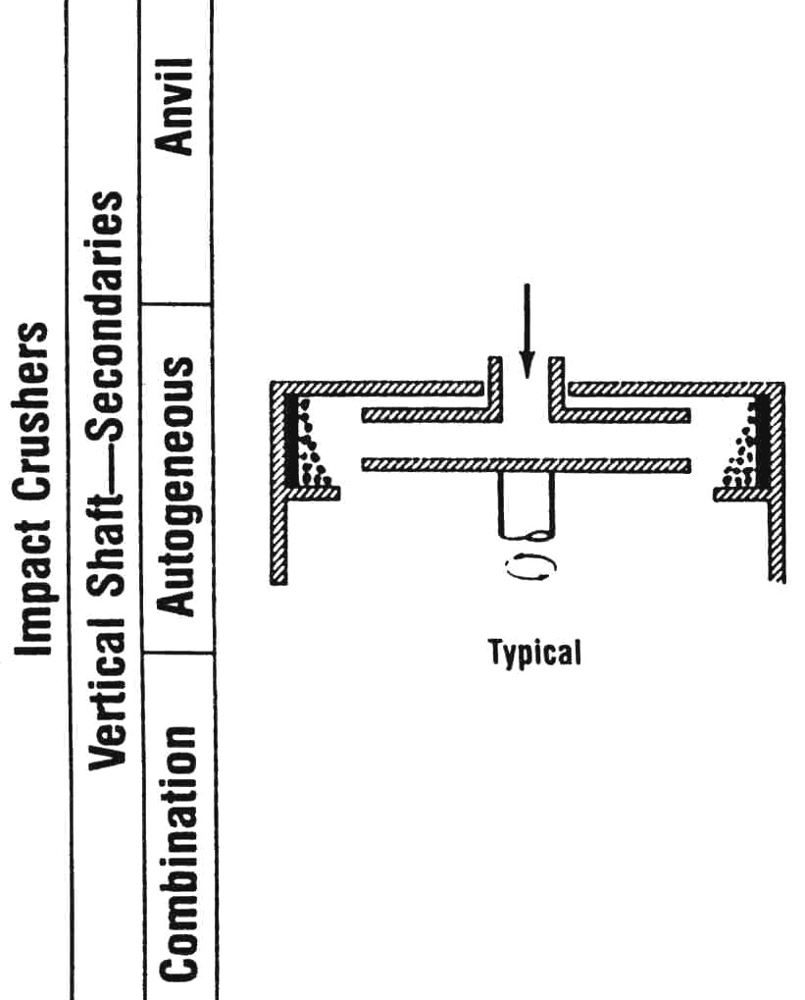 Impact Crushers
Vertical Shaft—Secondaries
Anvil
Autogeneous
Combination
Typical